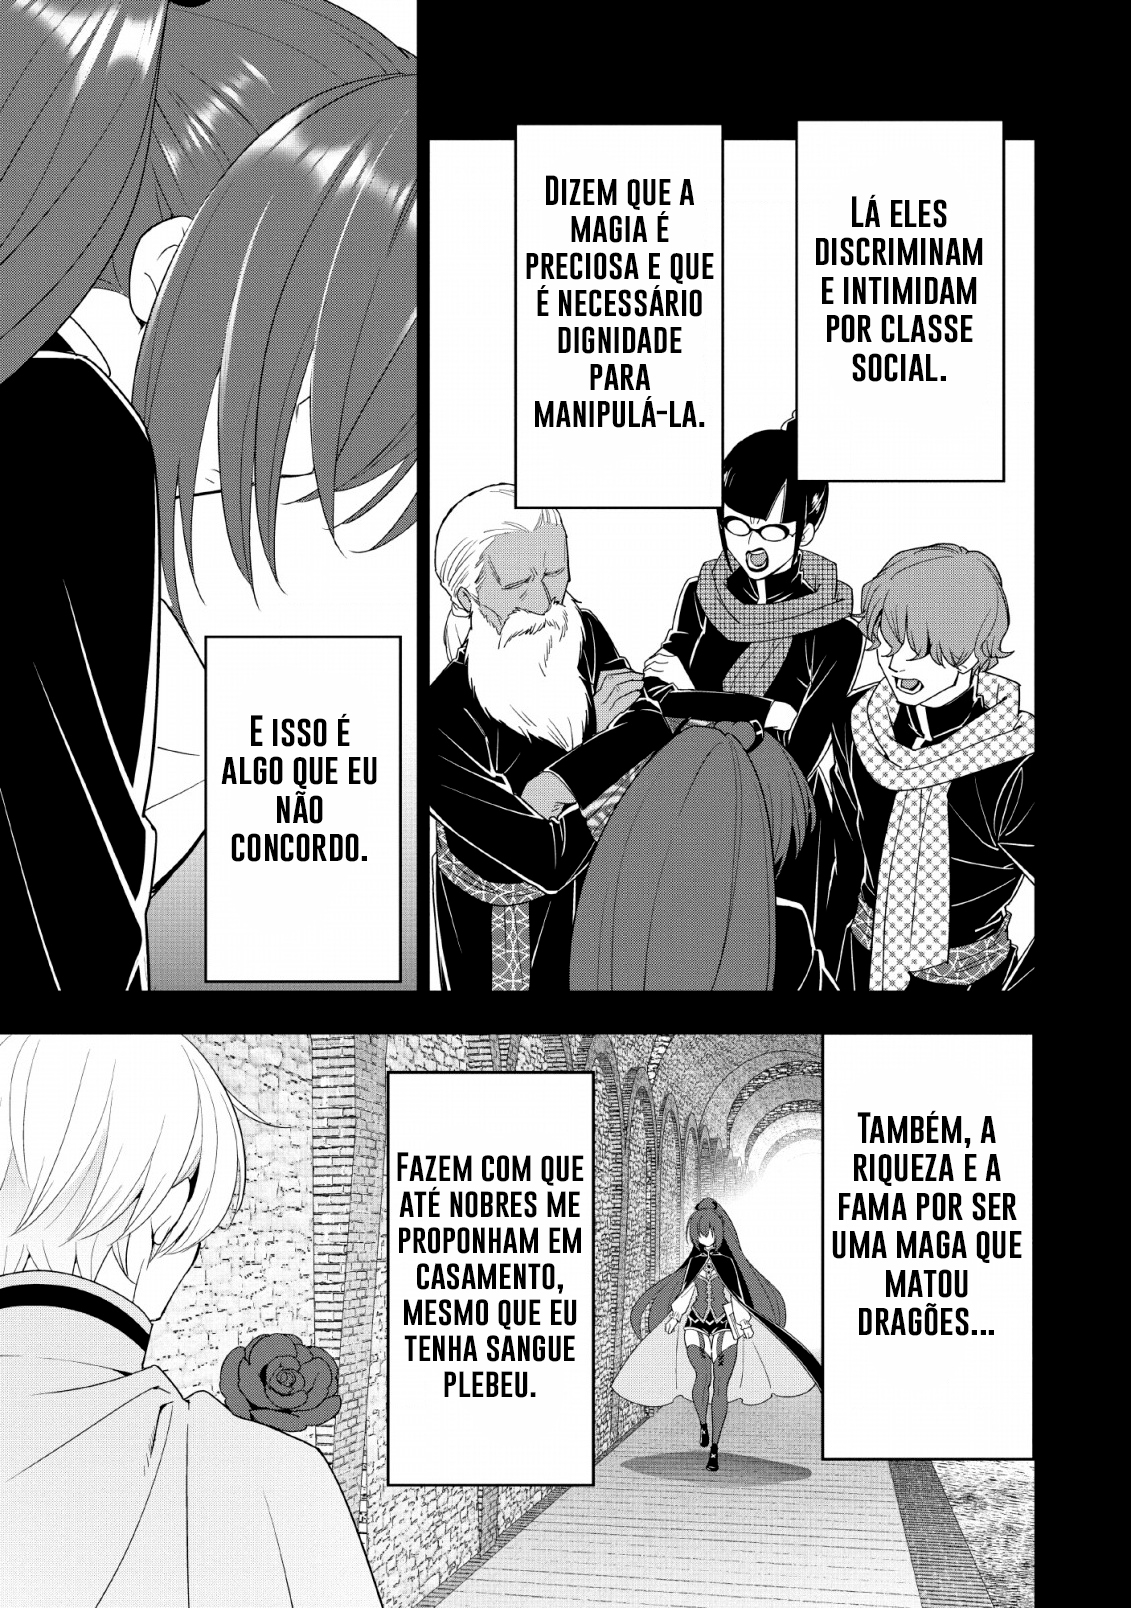 LÁ ELES
DISCRIMINAM
E INTIMIDAM
POR CLASSE
SOCIAL.
DIZEM QUE A
MAGIA É
PRECIOSA E QUE
É NECESSÁRIO
DIGNIDADE
PARA
MANIPULÁ-LA.
E ISSO É
ALGO QUE EU
NÃO
CONCORDO.
TAMBÉM, A
RIQUEZA E A
FAMA POR SER
UMA MAGA QUE
MATOU
DRAGÕES...
FAZEM COM QUE
ATÉ NOBRES ME
PROPONHAM EM
CASAMENTO,
MESMO QUE EU
TENHA SANGUE
PLEBEU.